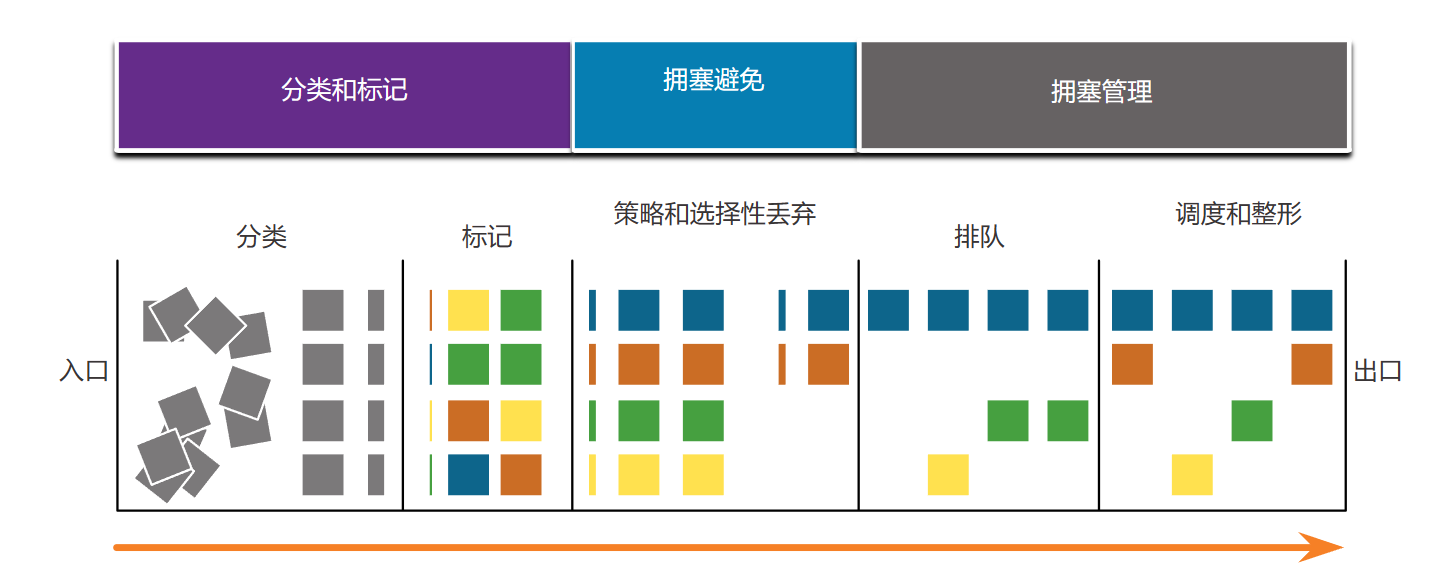 分类和标记
拥塞避免
拥塞管理
分类
标记
策略和选择性丢弃
排队
调度和整形
入口
出口